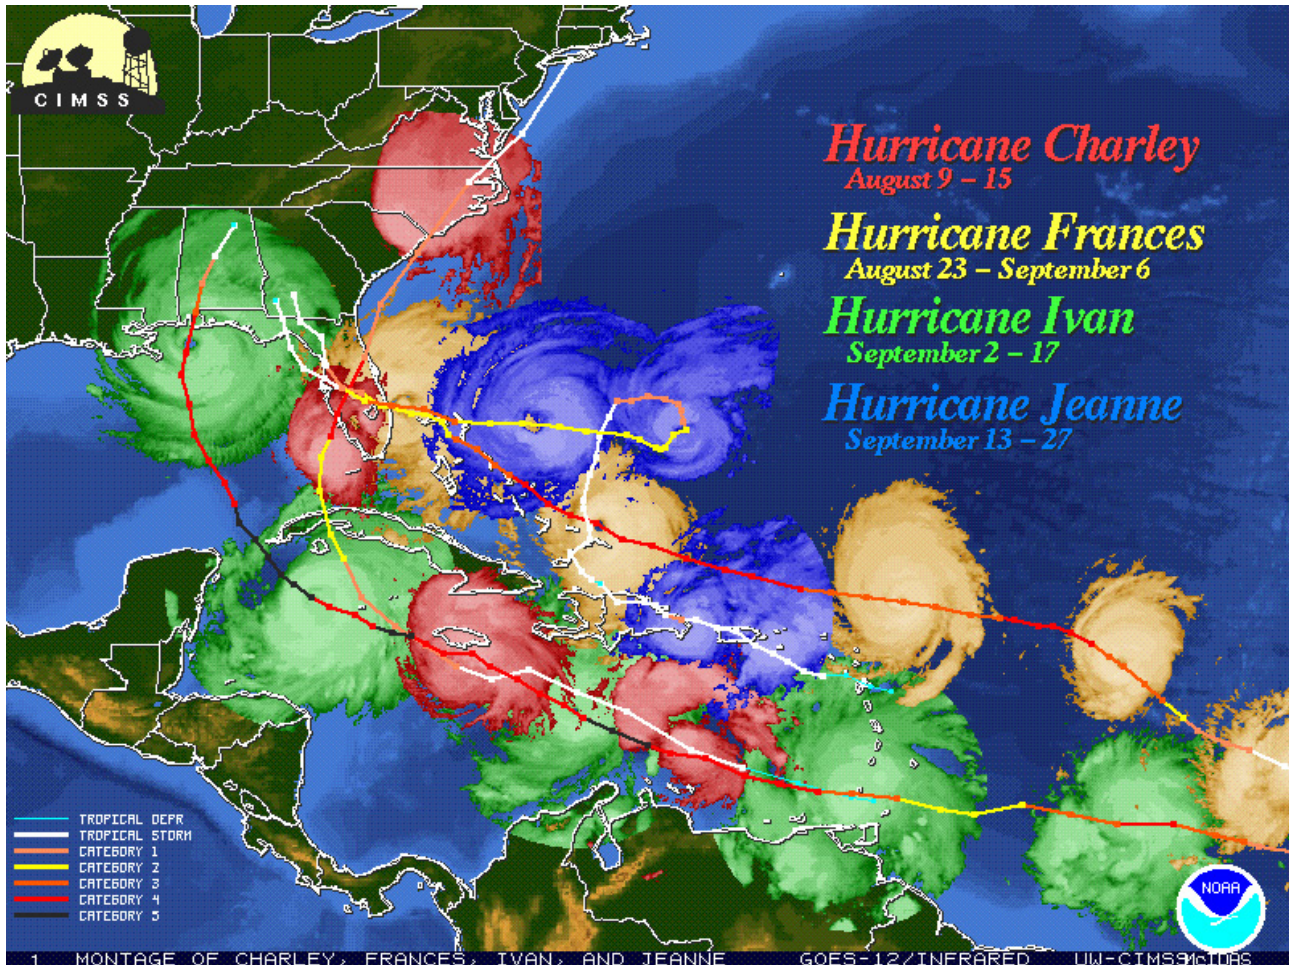 CIMSS
Hurricane Charley
August 9 – 15
Hurricane Frances
August 23 – September 6
Hurricane Ivan
September 2 – 17
Hurricane Jeanne
September 13 – 27
TROPICAL DEPR
TROPICAL STORM
CATEGORY 1
CATEGORY 2
CATEGORY 3
CATEGORY 4
CATEGORY 5
NOAA
1 MONTAGE OF CHARLEY, FRANCES, IVAN, AND JEANNE GOES-12/INFRARED UW-CIMSS McIDAS